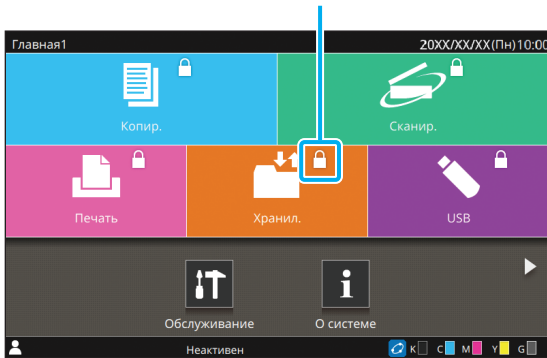 Главная1 20XX/XX/XX(Пн)10:00
Копир. Сканир.
Печать Хранил. USB
Обслуживание О системе
Неактивен K C M Y G